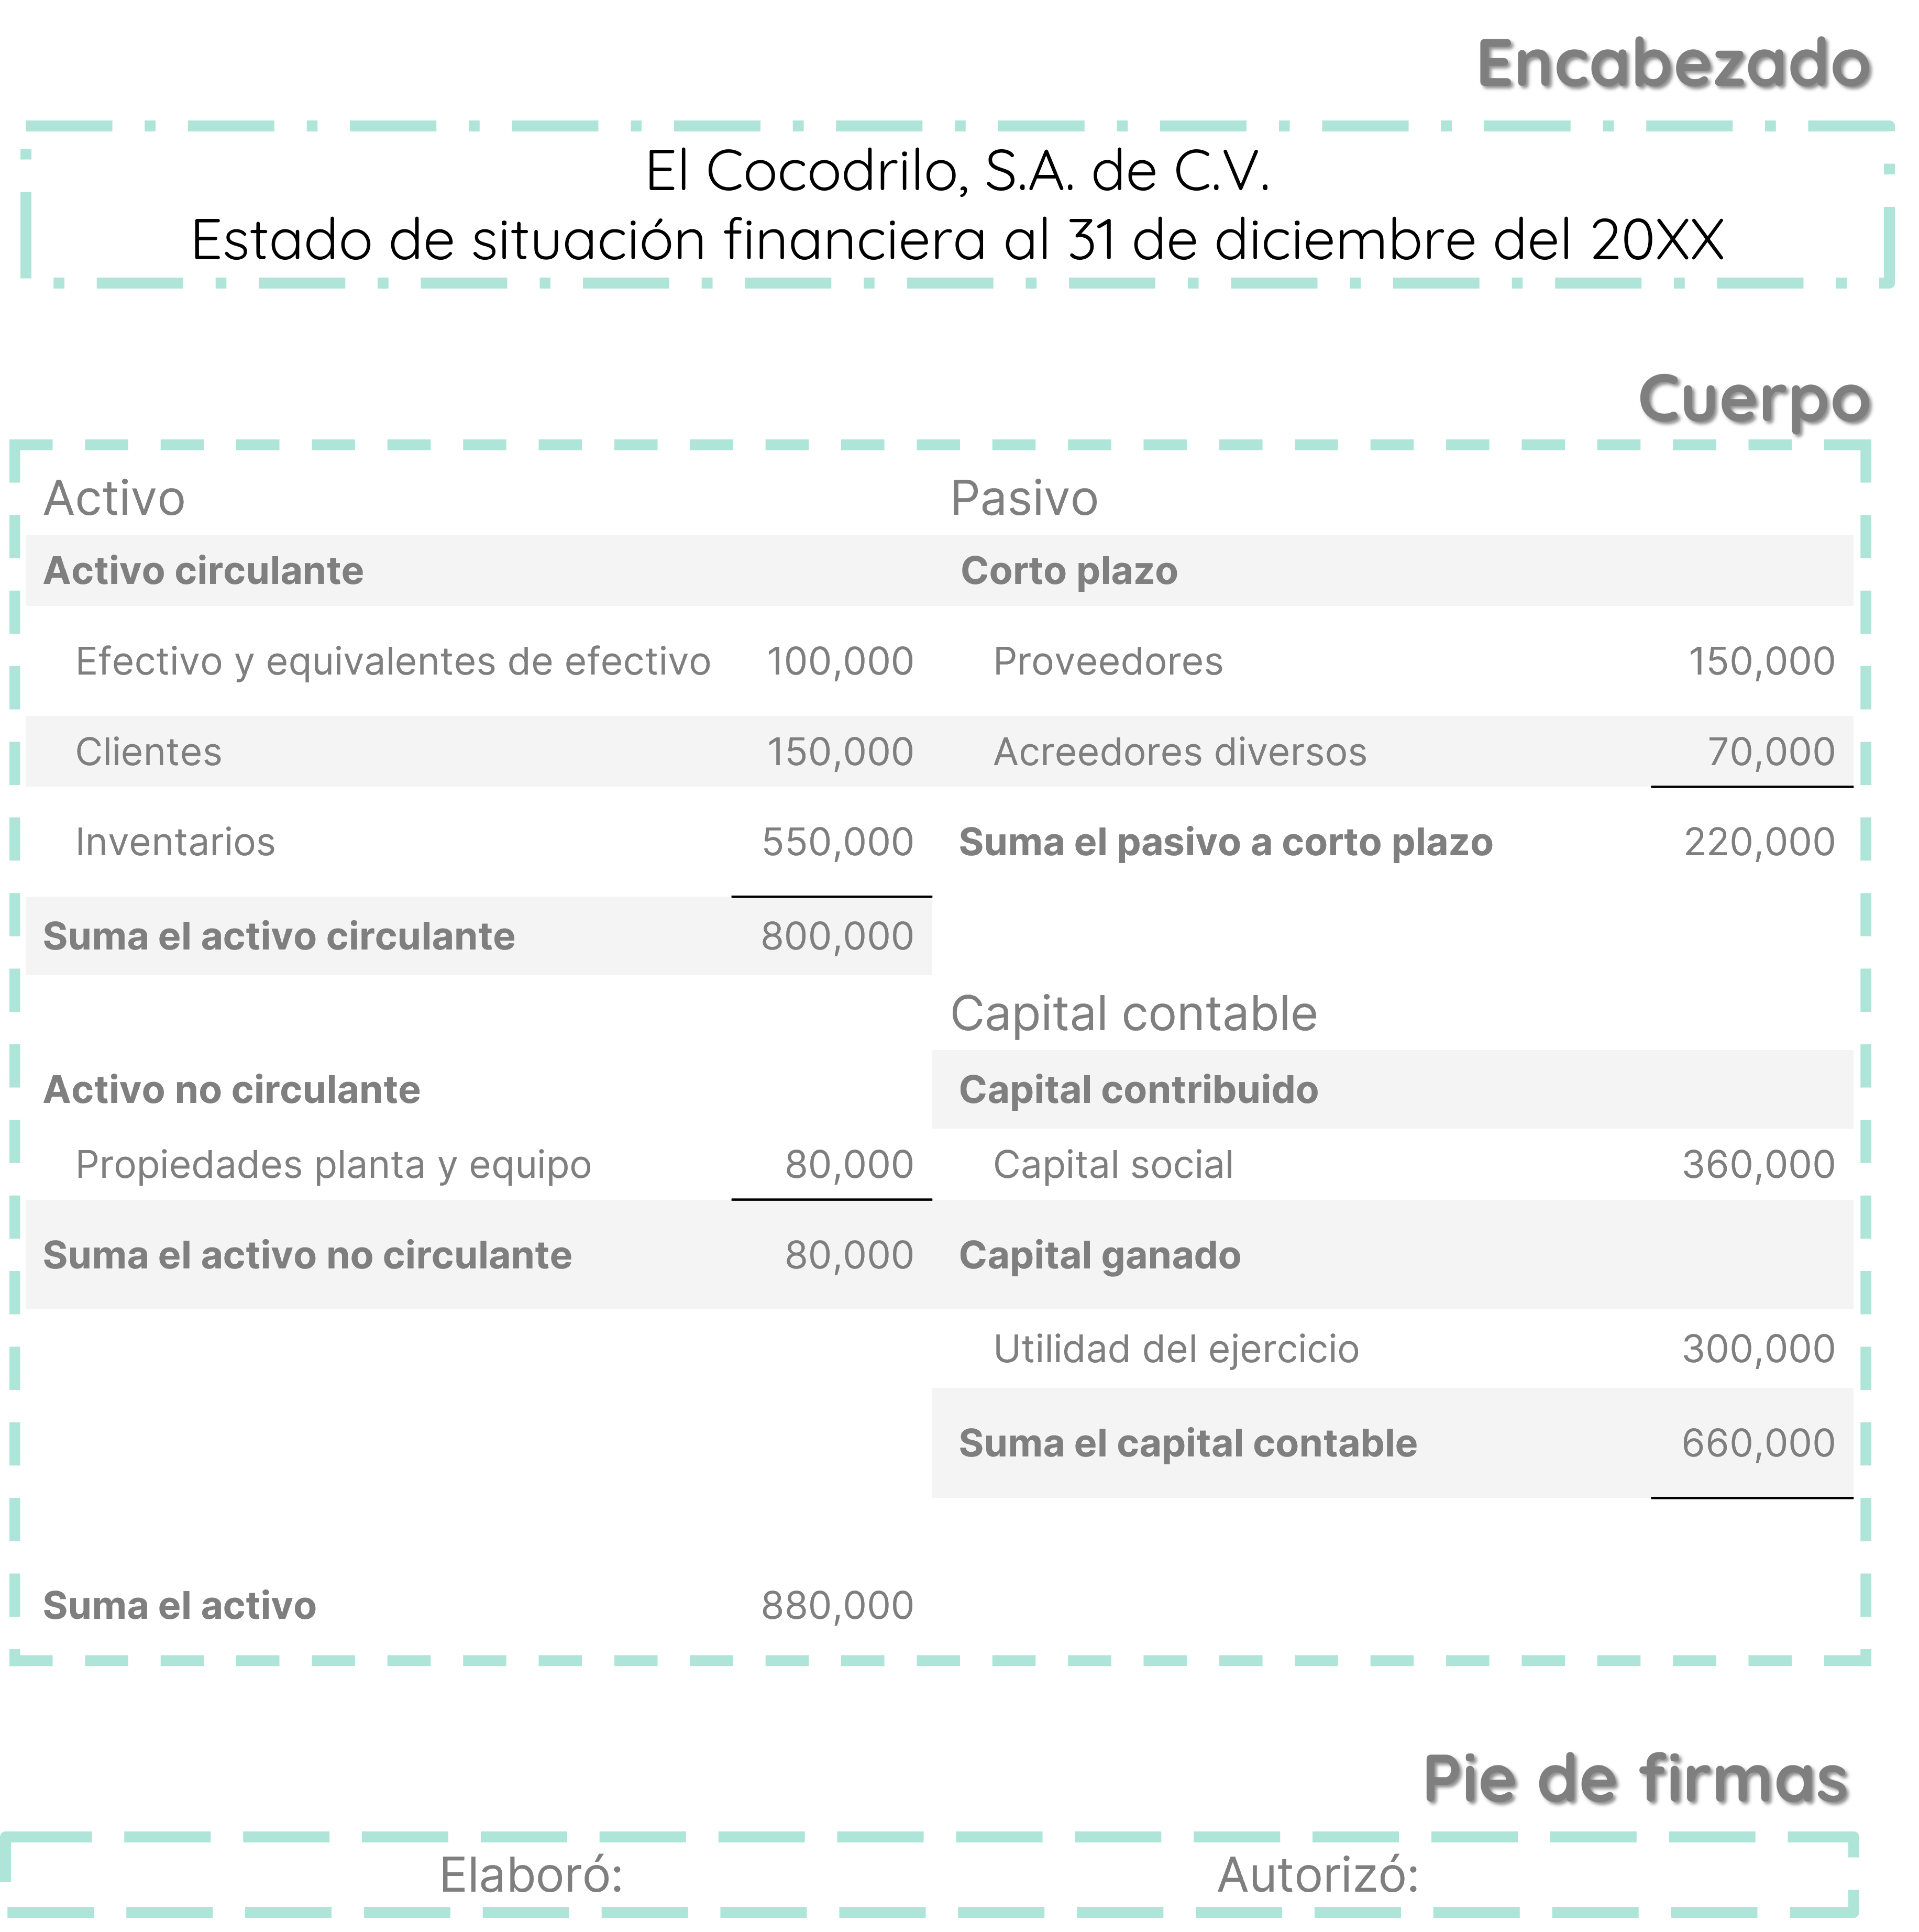 Encabezado
El Cocodrilo, S.A. de C.V.
Estado de situación financiera al 31 de diciembre del 20XX
Cuerpo
Activo Pasivo
Activo circulante Corto plazo
Efectivo y equivalentes de efectivo 100,000 Proveedores 150,000
Clientes 150,000 Acreedores diversos 70,000
Inventarios 550,000 Suma el pasivo a corto plazo 220,000
Suma el activo circulante 800,000
Capital contable
Activo no circulante Capital contribuido
Propiedades planta y equipo 80,000 Capital social 360,000
Suma el activo no circulante 80,000 Capital ganado
Utilidad del ejercicio 300,000
Suma el capital contable 660,000
Suma el activo 880,000
Pie de firmas
Elaboró: Autorizó: